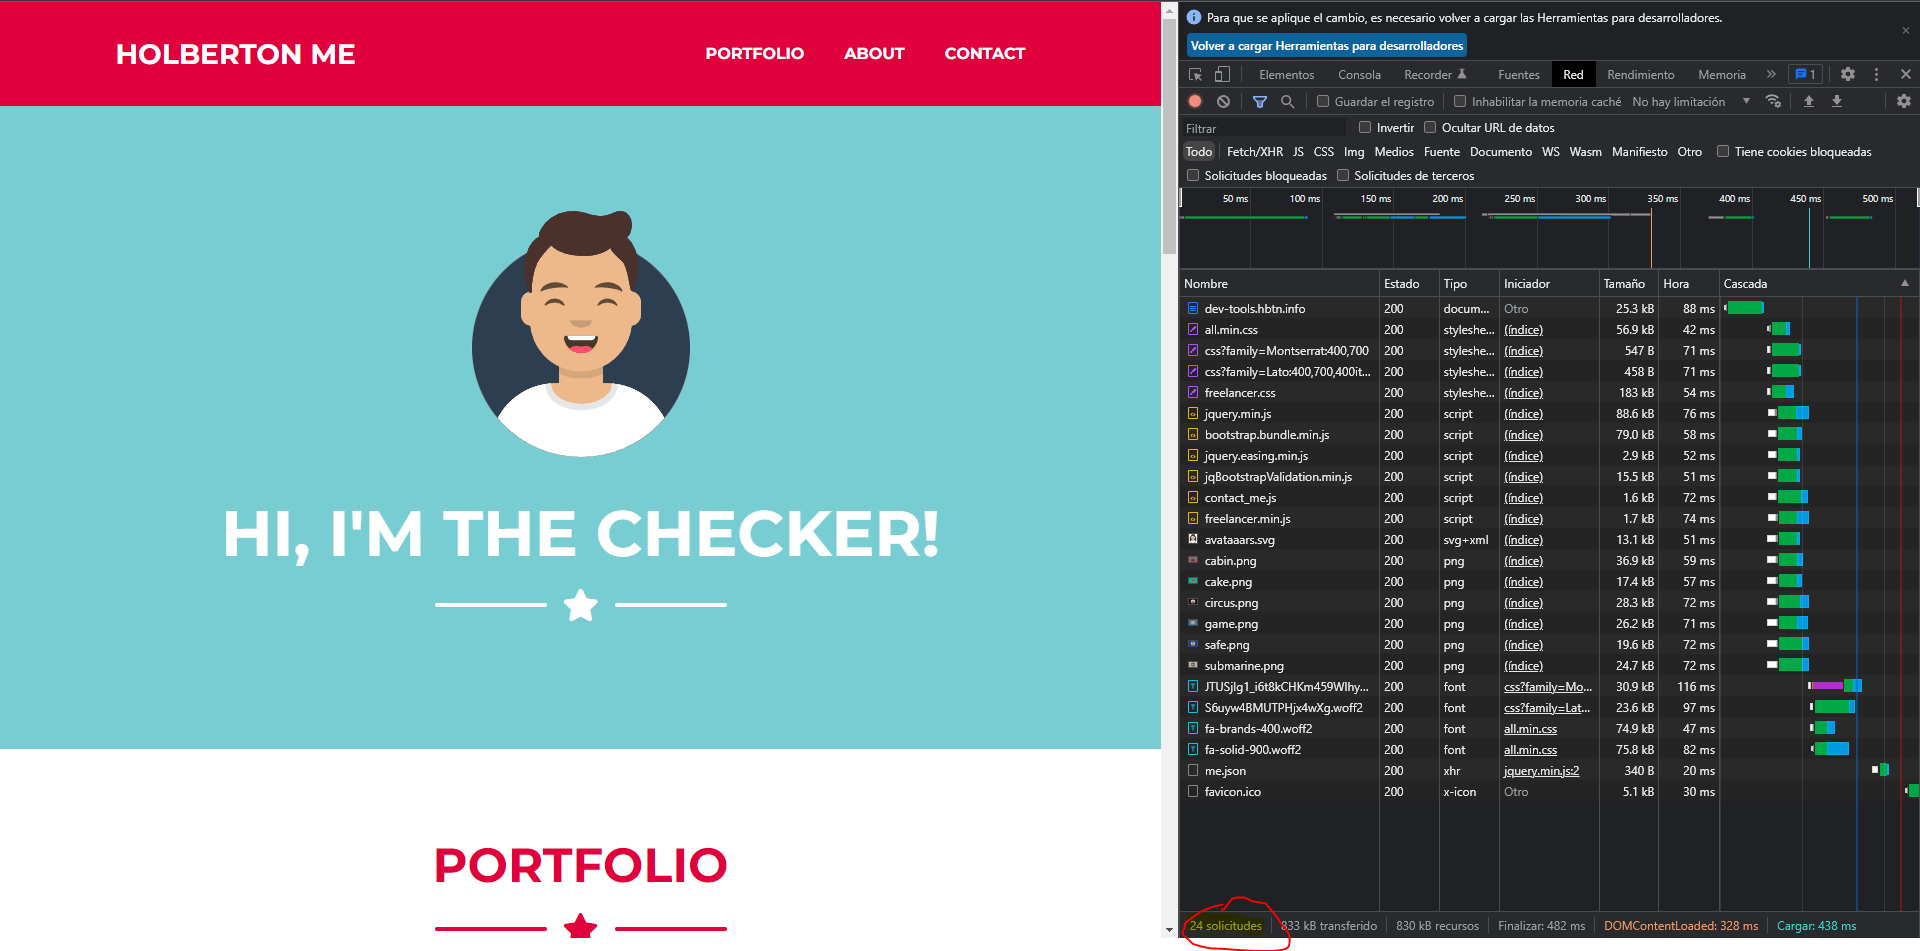 HOLBERTON ME
PORTFOLIO ABOUT CONTACT
HI, I'M THE CHECKER!
PORTFOLIO
Para que se aplique el cambio, es necesario volver a cargar las Herramientas para desarrolladores.
Volver a cargar Herramientas para desarrolladores
Elementos Consola Recorder Fuentes Red Rendimiento Memoria » 1
Guardar el registro Inhabilitar la memoria caché No hay limitación
Filtrar Invertir Ocultar URL de datos
Todo Fetch/XHR JS CSS Img Medios Fuente Documento WS Wasm Manifiesto Otro Tiene cookies bloqueadas
Solicitudes bloqueadas Solicitudes de terceros
50 ms 100 ms 150 ms 200 ms 250 ms 300 ms 350 ms 400 ms 450 ms 500 ms
Nombre Estado Tipo Iniciador Tamaño Hora Cascada
dev-tools.hbtn.info 200 docum... Otro 25.3 kB 88 ms
all.min.css 200 styleshe... (índice) 56.9 kB 42 ms
css?family=Montserrat:400,700 200 styleshe... (índice) 547 B 71 ms
css?family=Lato:400,700,400it... 200 styleshe... (índice) 458 B 71 ms
freelancer.css 200 styleshe... (índice) 183 kB 54 ms
jquery.min.js 200 script (índice) 88.6 kB 76 ms
bootstrap.bundle.min.js 200 script (índice) 79.0 kB 58 ms
jquery.easing.min.js 200 script (índice) 2.9 kB 52 ms
jqBootstrapValidation.min.js 200 script (índice) 15.5 kB 51 ms
contact_me.js 200 script (índice) 1.6 kB 72 ms
freelancer.min.js 200 script (índice) 1.7 kB 74 ms
avataaars.svg 200 svg+xml (índice) 13.1 kB 51 ms
cabin.png 200 png (índice) 36.9 kB 59 ms
cake.png 200 png (índice) 17.4 kB 57 ms
circus.png 200 png (índice) 28.3 kB 72 ms
game.png 200 png (índice) 26.2 kB 71 ms
safe.png 200 png (índice) 19.6 kB 72 ms
submarine.png 200 png (índice) 24.7 kB 72 ms
JTUSjIg1_i6t8kCHKm459Wlhy... 200 font css?family=Mo... 30.9 kB 116 ms
S6uyw4BMUTPHjx4wXg.woff2 200 font css?family=Lat... 23.6 kB 97 ms
fa-brands-400.woff2 200 font all.min.css 74.9 kB 47 ms
fa-solid-900.woff2 200 font all.min.css 75.8 kB 82 ms
me.json 200 xhr jquery.min.js:2 340 B 20 ms
favicon.ico 200 x-icon Otro 5.1 kB 30 ms
24 solicitudes 833 kB transferido 830 kB recursos Finalizar: 482 ms DOMContentLoaded: 328 ms Cargar: 438 ms